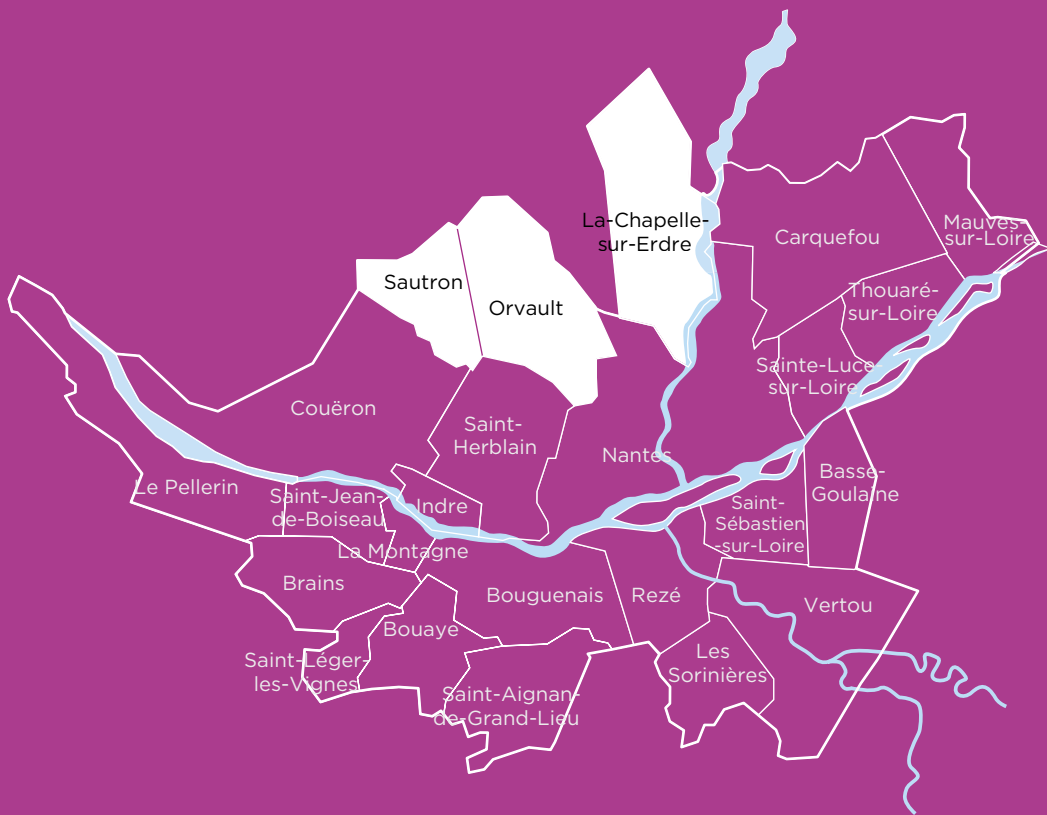 La-Chapelle-
sur-Erdre
Carquefou
Mauves-
sur-Loire
Sautron
Orvault
Thouaré-
sur-Loire
Sainte-Luce-
sur-Loire
Couëron
Saint-
Herblain
Nantes
Basse-
Goulaine
Le Pellerin
Saint-Jean-
de-Boiseau
Indre
Saint-
Sébastien
-sur-Loire
La Montagne
Brains
Bouguenais
Rezé
Vertou
Bouaye
Saint-Léger-
les-Vignes
Les
Sorinières
Saint-Aignan-
de-Grand-Lieu